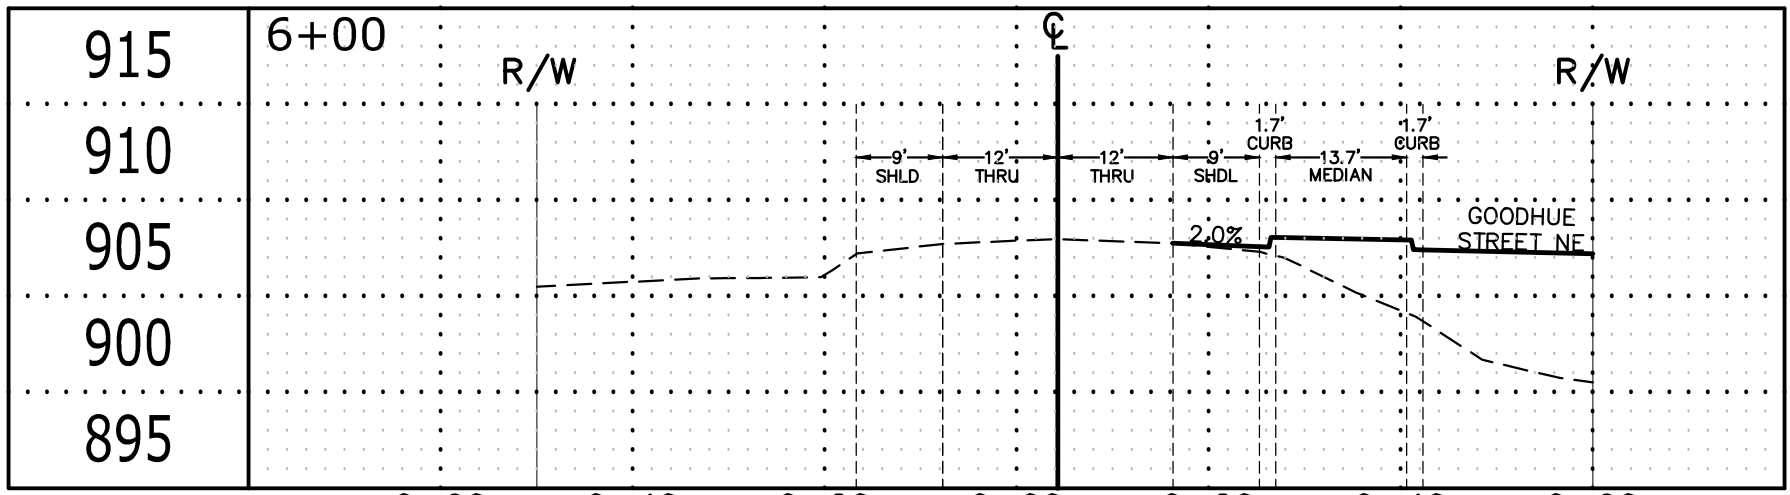 915
910
905
900
895
6+00
R/W
℄
R/W
9'
SHLD
12'
THRU
12'
THRU
9'
SHDL
1.7'
CURB
13.7'
MEDIAN
1.7'
CURB
2.0%
GOODHUE
STREET NE